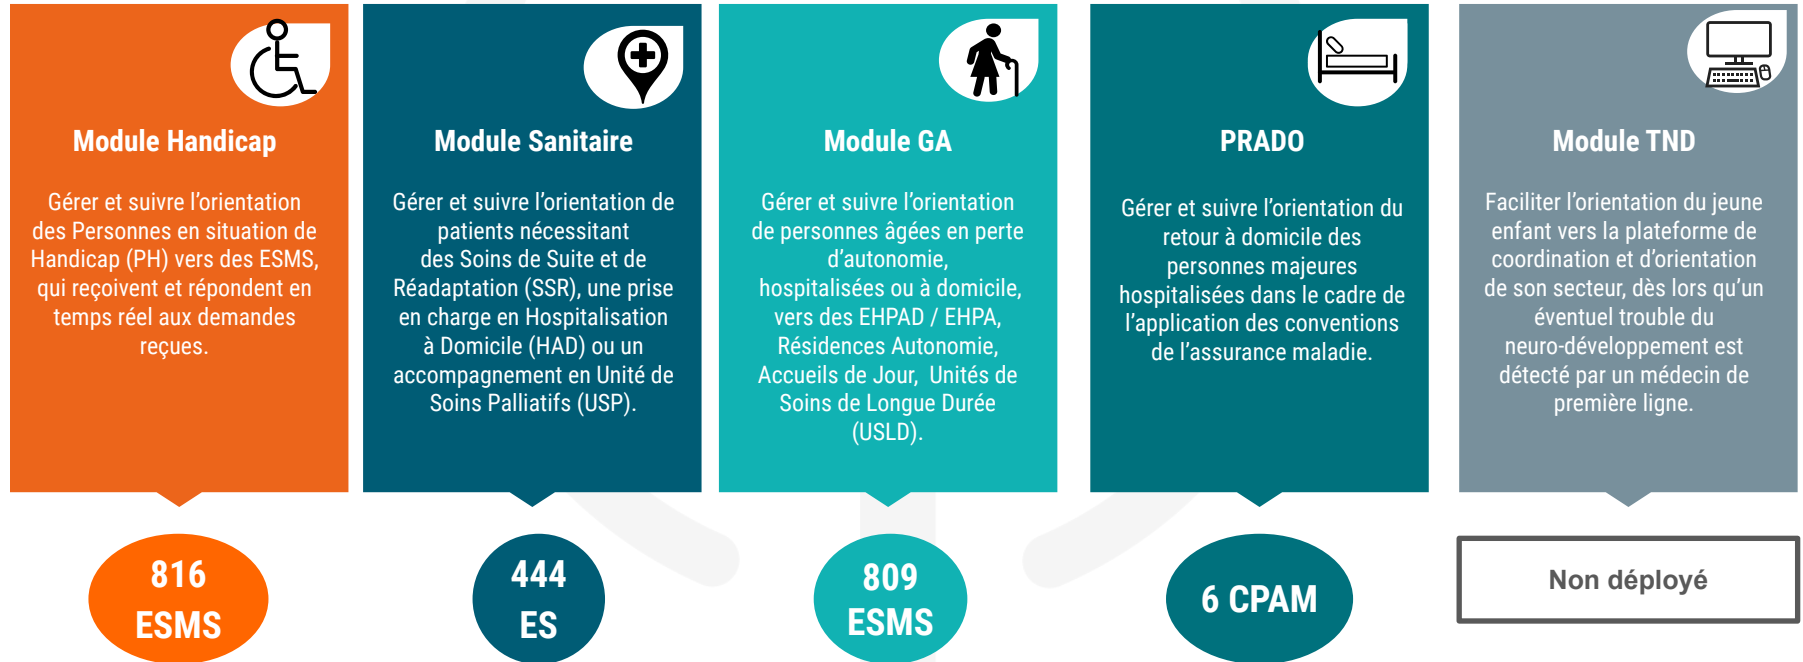 Module Handicap
Gérer et suivre l'orientation
des Personnes en situation de
Handicap (PH) vers des ESMS,
qui reçoivent et répondent en
temps réel aux demandes
reçues.
816
ESMS
Module Sanitaire
Gérer et suivre l'orientation de
patients nécessitant
des Soins de Suite et de
Réadaptation (SSR), une prise
en charge en Hospitalisation
à Domicile (HAD) ou un
accompagnement en Unité de
Soins Palliatifs (USP).
444
ES
Module GA
Gérer et suivre l'orientation
de personnes âgées en perte
d'autonomie,
hospitalisées ou à domicile,
vers des EHPAD / EHPA,
Résidences Autonomie,
Accueils de Jour, Unités de
Soins de Longue Durée
(USLD).
809
ESMS
PRADO
Gérer et suivre l'orientation du
retour à domicile des
personnes majeures
hospitalisées dans le cadre de
l'application des conventions
de l'assurance maladie.
6 CPAM
Module TND
Faciliter l'orientation du jeune
enfant vers la plateforme de
coordination et d'orientation
de son secteur, dès lors qu'un
éventuel trouble du
neuro-développement est
détecté par un médecin de
première ligne.
Non déployé